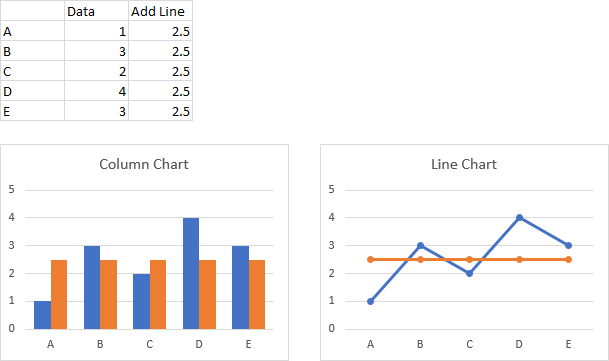 Data Add Line
A 1 2.5
B 3 2.5
C 2 2.5
D 4 2.5
E 3 2.5
Column Chart
5
4
3
2
1
0
A B C D E
Line Chart
5
4
3
2
1
0
A B C D E